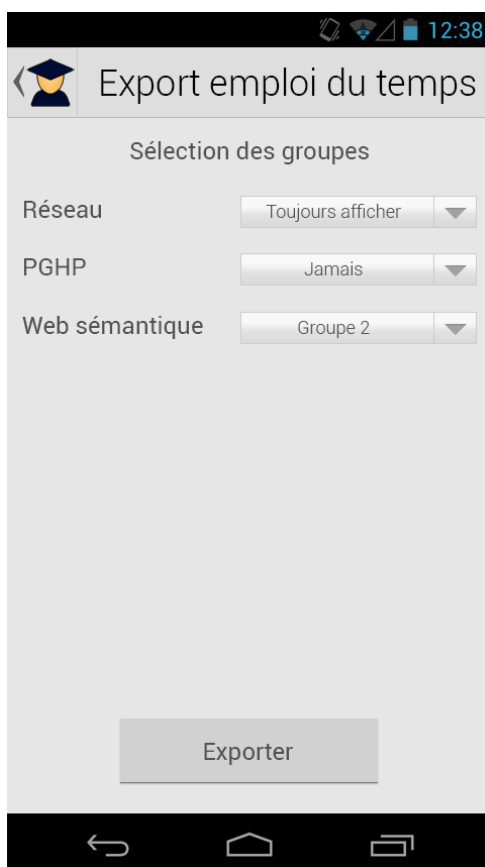 12:38
Export emploi du temps
Sélection des groupes
Réseau Toujours afficher
PGHP Jamais
Web sémantique Groupe 2
Exporter